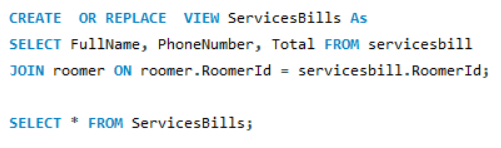 CREATE OR REPLACE VIEW ServicesBills As
SELECT FullName, PhoneNumber, Total FROM servicesbill
JOIN roomer ON roomer.RoomerId = servicesbill.RoomerId;
SELECT * FROM ServicesBills;